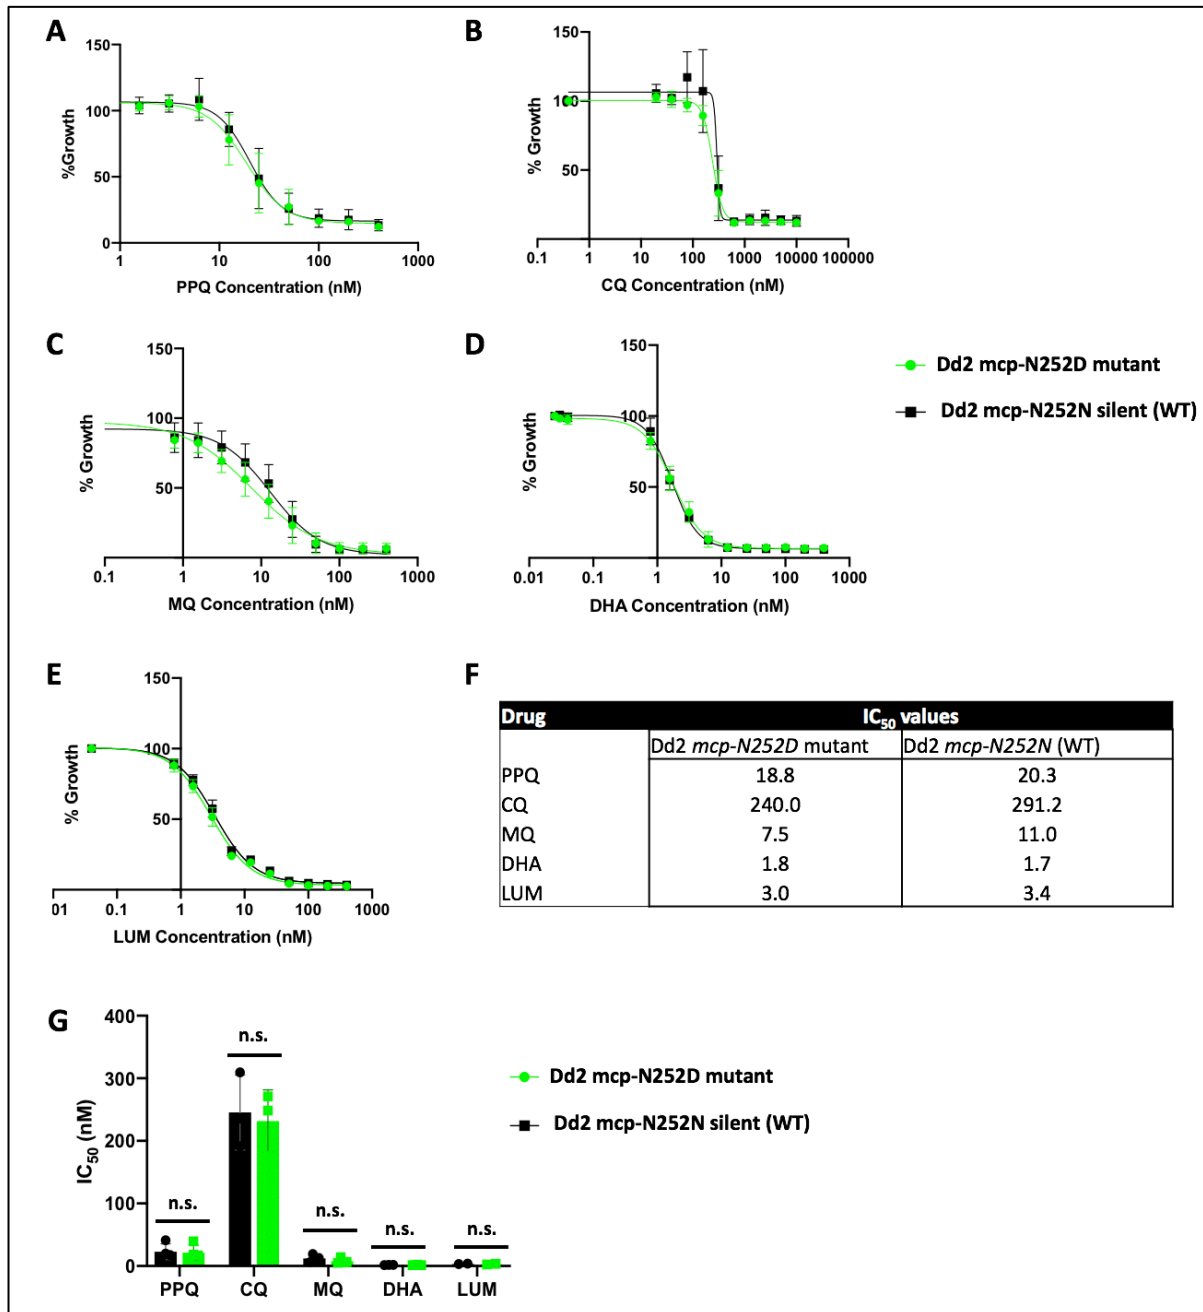 A
150
100
50
0
%Growth
1
10
100
1000
PPQ Concentration (nM)
B
150
100
50
% Growth
0.1
1
10
100
1000
10000
100000
CQ Concentration (nM)
C
150
100
50
% Growth
0.1
1
10
100
1000
MQ Concentration (nM)
D
150
100
50
% Growth
0.01
0.1
1
10
100
1000
DHA Concentration (nM)
Dd2 mcp-N252D mutant
Dd2 mcp-N252N silent (WT)
E
150
100
50
% Growth
01
0.1
1
10
100
1000
LUM Concentration (nM)
F
Drug IC50 values
Dd2 mcp-N252D mutant Dd2 mcp-N252N (WT)
PPQ 18.8 20.3
CQ 240.0 291.2
MQ 7.5 11.0
DHA 1.8 1.7
LUM 3.0 3.4
G
400
300
200
100
0
IC50 (nM)
n.s.
n.s.
n.s.
n.s.
n.s.
PPQ
CQ
MQ
DHA
LUM
Dd2 mcp-N252D mutant
Dd2 mcp-N252N silent (WT)